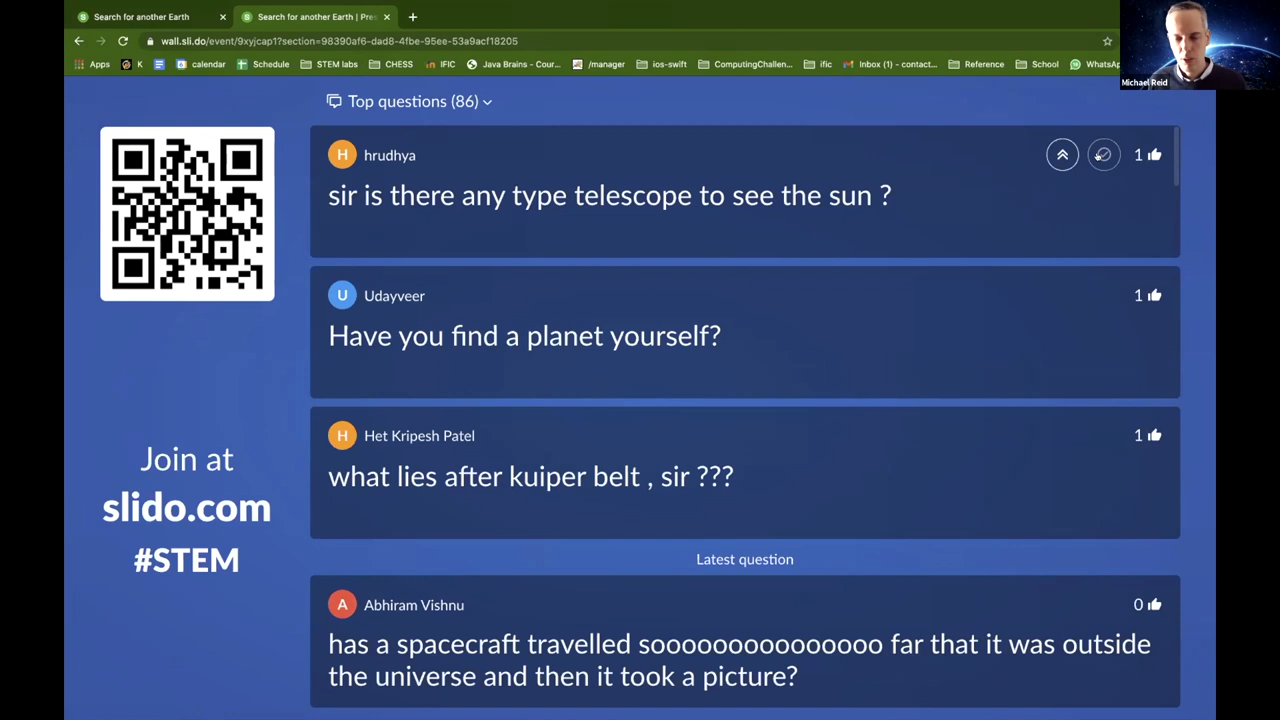 Search for another Earth
Search for another Earth | Pres
wall.sli.do/event/9xyjcap1?section=98390af6-dad8-4fbe-95ee-53a9acf18205
Apps K calendar Schedule STEM labs CHESS IFIC Java Brains - Cour... /manager ios-swift ComputingChallen... ific Inbox (1) - contact... Reference School WhatsAp
Michael Reid
Top questions (86)
H hrudhya 1
sir is there any type telescope to see the sun ?
U Udayveer 1
Have you find a planet yourself?
H Het Kripesh Patel 1
what lies after kuiper belt , sir ???
Join at
slido.com
#STEM
Latest question
A Abhiram Vishnu 0
has a spacecraft travelled sooooooooooooooo far that it was outside
the universe and then it took a picture?